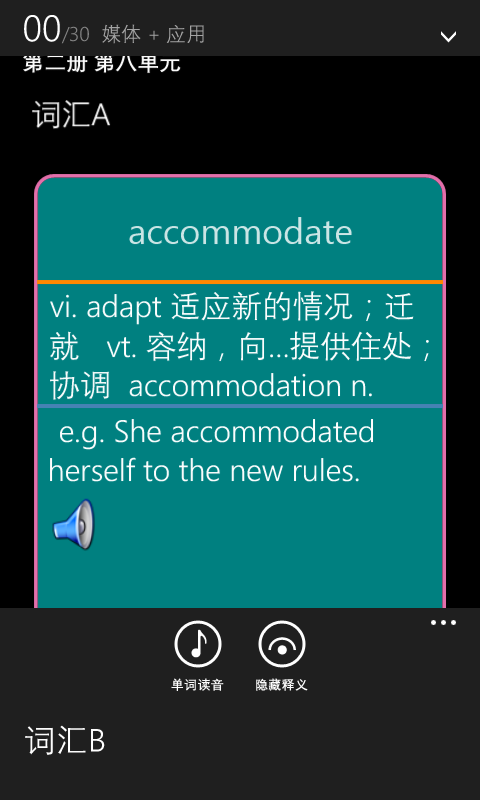 00/30 媒体 + 应用
第二册 第八单元
词汇A
accommodate
vi. adapt 适应新的情况；迁
就 vt. 容纳，向...提供住处；
协调 accommodation n.
e.g. She accommodated
herself to the new rules.
单词读音 隐藏释义
词汇B